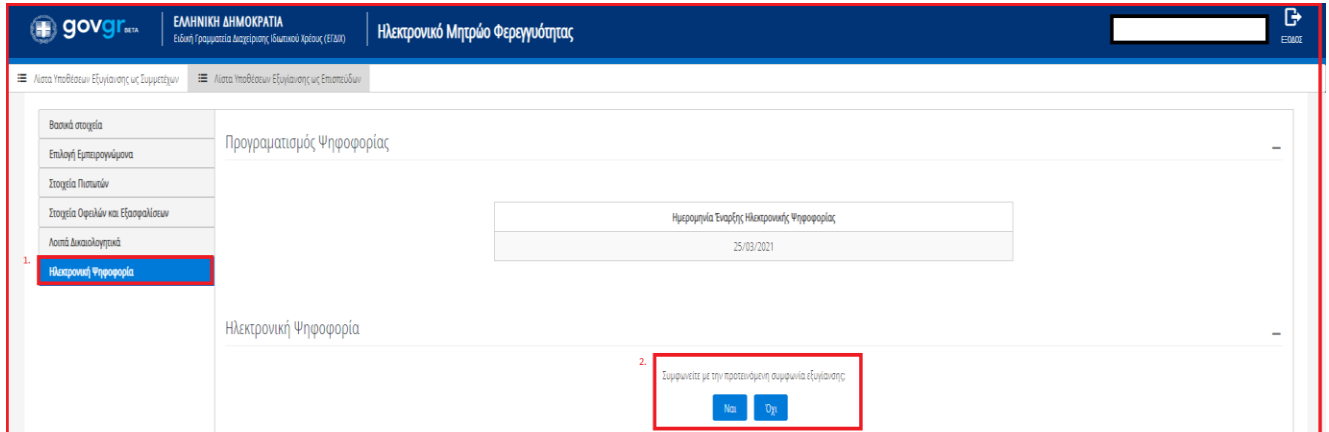 govgr BETA
ΕΛΛΗΝΙΚΗ ΔΗΜΟΚΡΑΤΙΑ
Ειδική Γραμματεία Διαχείρισης Ιδιωτικού Χρέους (ΕΓΔΙΧ)
Ηλεκτρονικό Μητρώο Φερεγγυότητας
ΕΞΟΔΟΣ
Λίστα Υποθέσεων Εξυγίανσης ως Συμμετέχων
Λίστα Υποθέσεων Εξυγίανσης ως Επισπεύδων
Βασικά στοιχεία
Επιλογή Εμπειρογνώμονα
Στοιχεία Πιστωτών
Στοιχεία Οφειλών και Εξασφαλίσεων
Λοιπά Δικαιολογητικά
1.
Ηλεκτρονική Ψηφοφορία
Προγραματισμός Ψηφοφορίας
Ημερομηνία Έναρξης Ηλεκτρονικής Ψηφοφορίας
25/03/2021
Ηλεκτρονική Ψηφοφορία
2.
Συμφωνείτε με την προτεινόμενη συμφωνία εξυγίανσης;
Ναι
Όχι